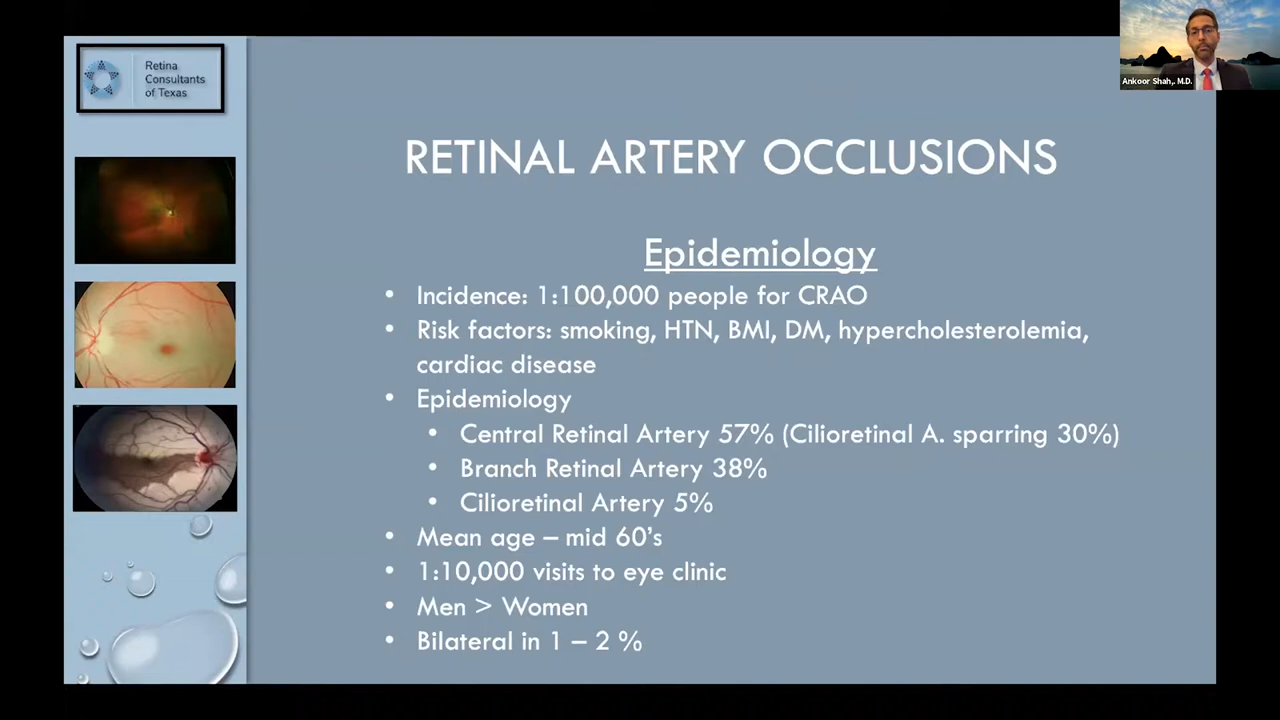 Retina
Consultants
of Texas
Ankoor Shah,. M.D.
RETINAL ARTERY OCCLUSIONS
Epidemiology
• Incidence: 1:100,000 people for CRAO
• Risk factors: smoking, HTN, BMI, DM, hypercholesterolemia,
cardiac disease
• Epidemiology
• Central Retinal Artery 57% (Cilioretinal A. sparring 30%)
• Branch Retinal Artery 38%
• Cilioretinal Artery 5%
• Mean age – mid 60's
• 1:10,000 visits to eye clinic
• Men > Women
• Bilateral in 1 – 2 %